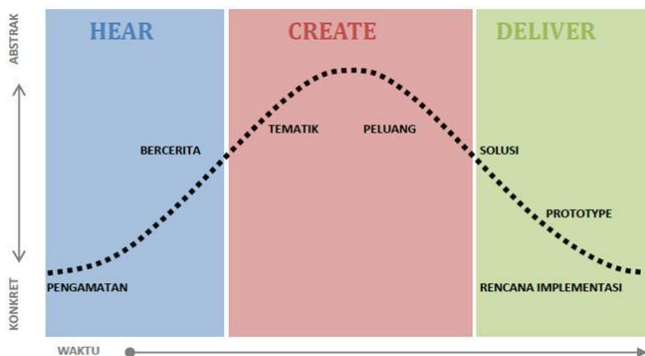 HEAR
CREATE
DELIVER
ABSTRAK
TEMATIK
PELUANG
BERCERITA
SOLUSI
PROTOTYPE
PENGAMATAN
RENCANA IMPLEMENTASI
KONKRET
WAKTU